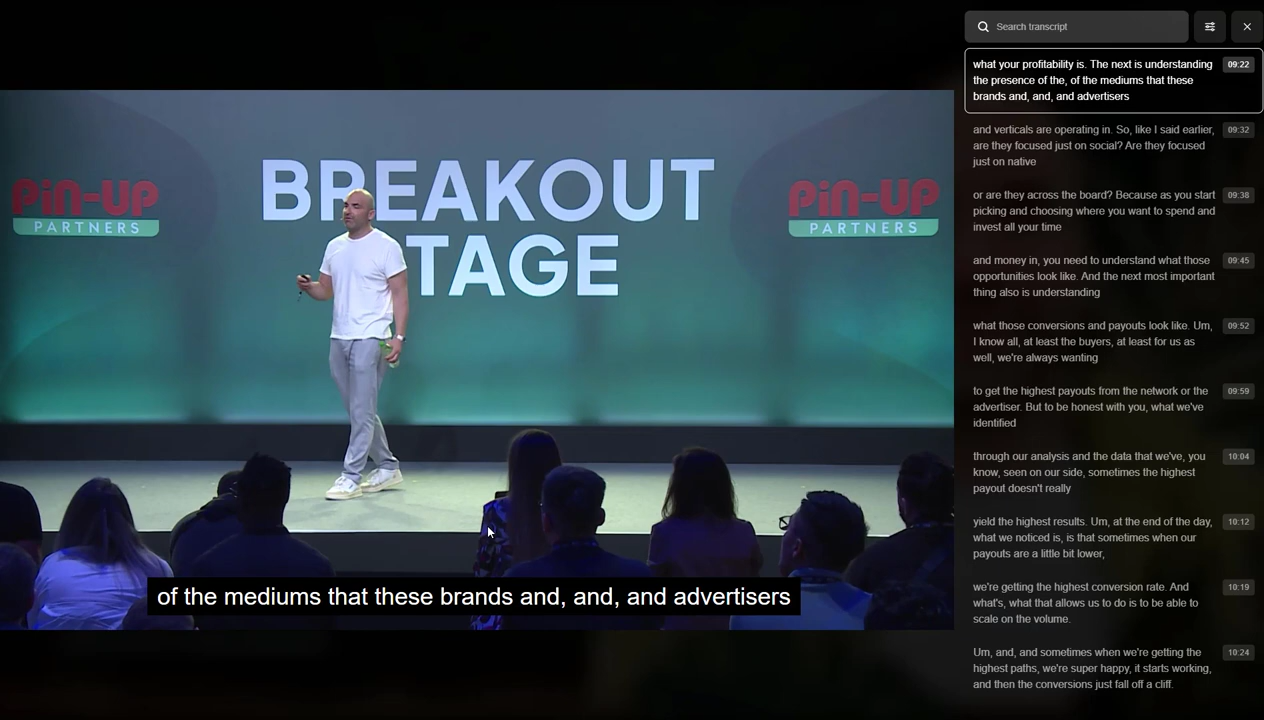 Search transcript
what your profitability is. The next is understanding
the presence of the, of the mediums that these
brands and, and, and advertisers
09:22
and verticals are operating in. So, like I said earlier,
are they focused just on social? Are they focused
just on native
09:32
or are they across the board? Because as you start
picking and choosing where you want to spend and
invest all your time
09:38
and money in, you need to understand what those
opportunities look like. And the next most important
thing also is understanding
09:45
what those conversions and payouts look like. Um,
I know all, at least the buyers, at least for us as
well, we're always wanting
09:52
to get the highest payouts from the network or the
advertiser. But to be honest with you, what we've
identified
09:59
through our analysis and the data that we've, you
know, seen on our side, sometimes the highest
payout doesn't really
10:04
yield the highest results. Um, at the end of the day,
what we noticed is, is that sometimes when our
payouts are a little bit lower,
10:12
we're getting the highest conversion rate. And
what's, what that allows us to do is to be able to
scale on the volume.
10:19
Um, and, and sometimes when we're getting the
highest paths, we're super happy, it starts working,
and then the conversions just fall off a cliff.
10:24
PiN-UP
PARTNERS
BREAKOUT
TAGE
PiN-UP
PARTNERS
of the mediums that these brands and, and, and advertisers